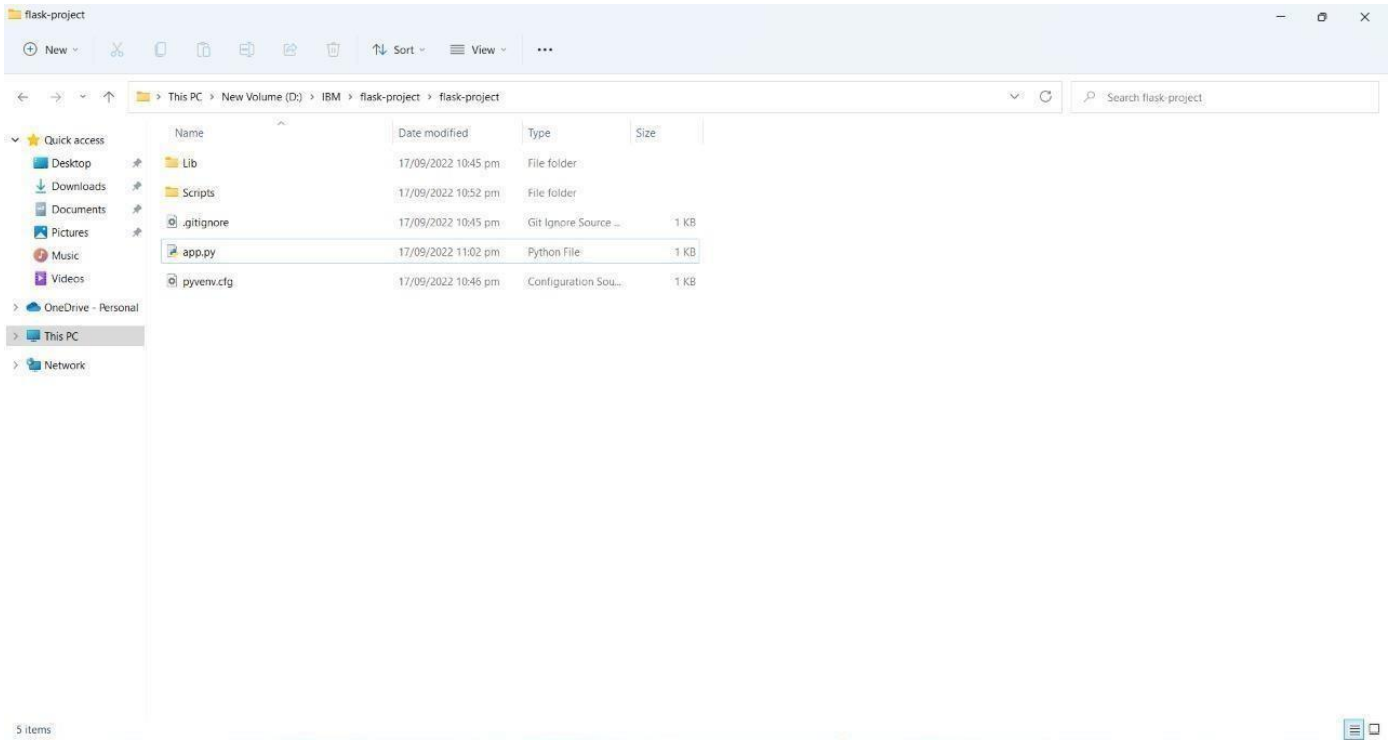 flask-project
New Sort View
This PC > New Volume (D:) > IBM > flask-project > flask-project
Search flask-project
Quick access
Desktop
Downloads
Documents
Pictures
Music
Videos
OneDrive - Personal
This PC
Network
Name Date modified Type Size
Lib 17/09/2022 10:45 pm File folder
Scripts 17/09/2022 10:52 pm File folder
.gitignore 17/09/2022 10:45 pm Git Ignore Source ... 1 KB
app.py 17/09/2022 11:02 pm Python File 1 KB
pyvenv.cfg 17/09/2022 10:46 pm Configuration Sou... 1 KB
5 items